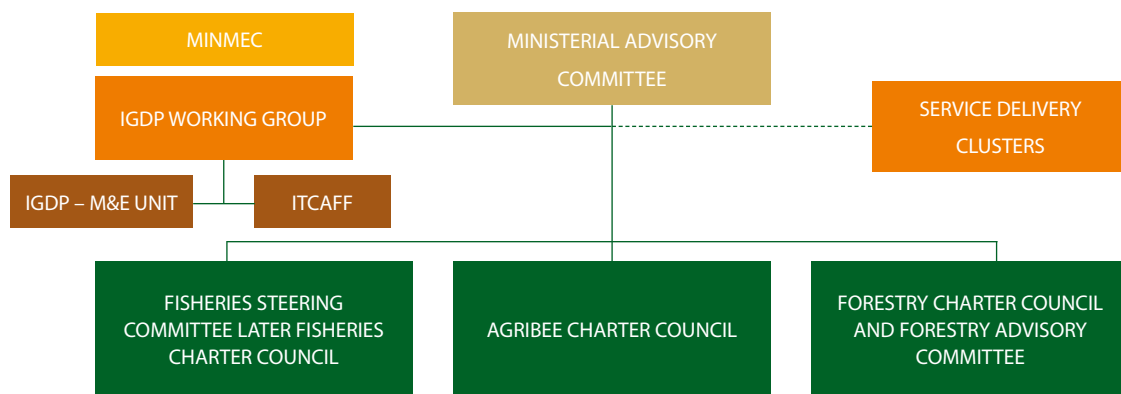 MINMEC
MINISTERIAL ADVISORY
COMMITTEE
IGDP WORKING GROUP
SERVICE DELIVERY
CLUSTERS
IGDP – M&E UNIT
ITCAFF
FISHERIES STEERING
COMMITTEE LATER FISHERIES
CHARTER COUNCIL
AGRIBEE CHARTER COUNCIL
FORESTRY CHARTER COUNCIL
AND FORESTRY ADVISORY
COMMITTEE